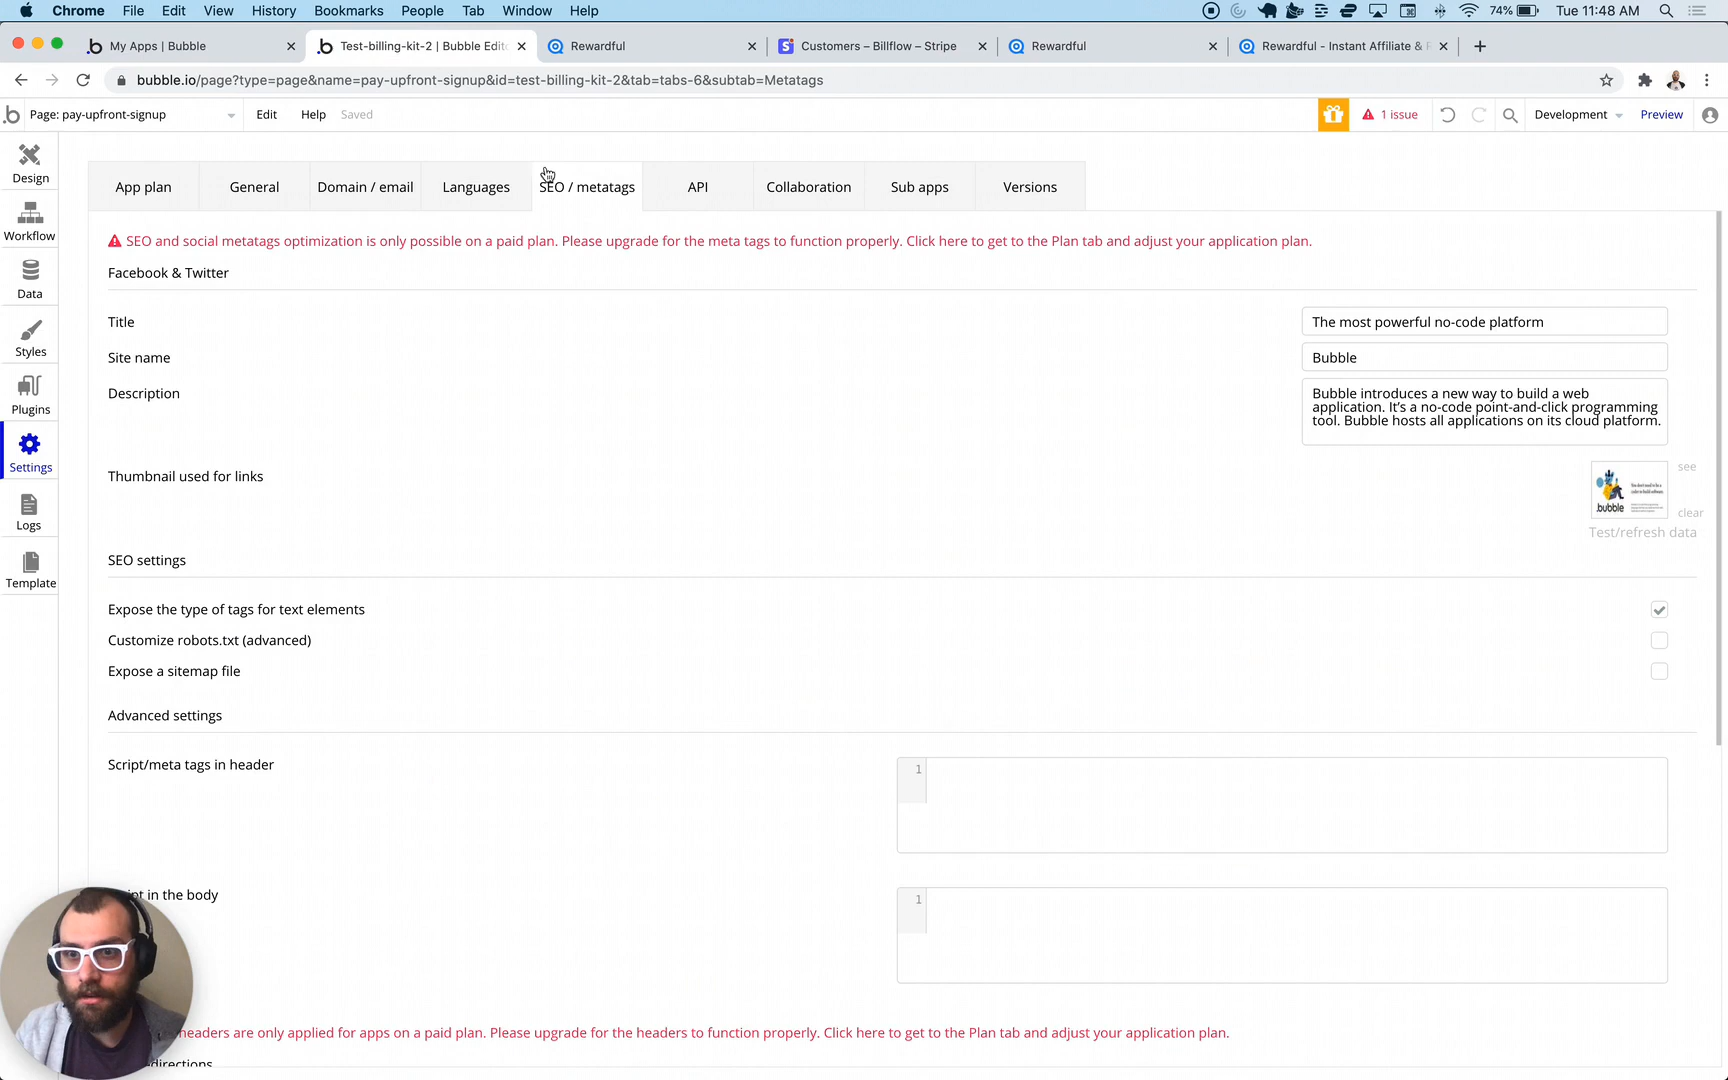 Chrome File Edit View History Bookmarks People Tab Window Help 74% Tue 11:48 AM
My Apps | Bubble
Test-billing-kit-2 | Bubble Edit
Rewardful
Customers – Billflow – Stripe
Rewardful
Rewardful - Instant Affiliate &
bubble.io/page?type=page&name=pay-upfront-signup&id=test-billing-kit-2&tab=tabs-6&subtab=Metatags
Page: pay-upfront-signup Edit Help Saved 1 issue Development Preview
Design
Workflow
Data
Styles
Plugins
Settings
Logs
Template
App plan General Domain / email Languages SEO / metatags API Collaboration Sub apps Versions
SEO and social metatags optimization is only possible on a paid plan. Please upgrade for the meta tags to function properly. Click here to get to the Plan tab and adjust your application plan.
Facebook & Twitter
Title
The most powerful no-code platform
Site name
Bubble
Description
Bubble introduces a new way to build a web
application. It's a no-code point-and-click programming
tool. Bubble hosts all applications on its cloud platform.
Thumbnail used for links
see
bubble
clear
Test/refresh data
SEO settings
Expose the type of tags for text elements
Customize robots.txt (advanced)
Expose a sitemap file
Advanced settings
Script/meta tags in header
1
in the body
1
headers are only applied for apps on a paid plan. Please upgrade for the headers to function properly. Click here to get to the Plan tab and adjust your application plan.
directions